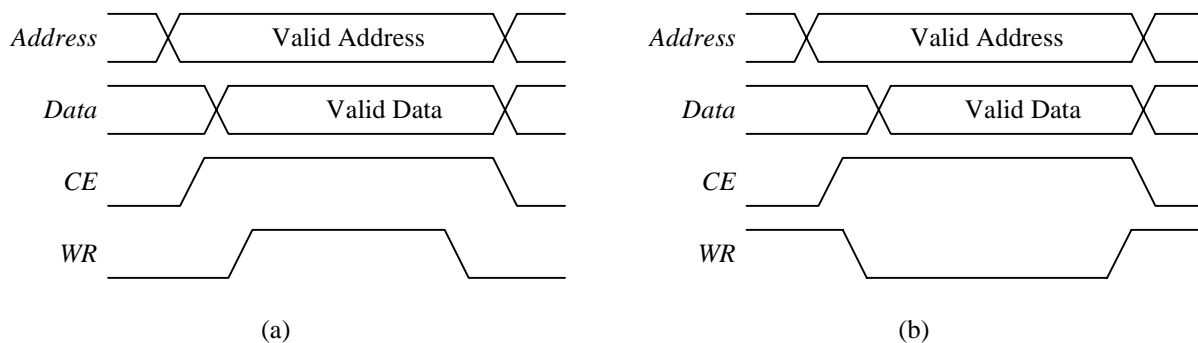 Address Valid Address
Data Valid Data
CE
WR
(a)
Address Valid Address
Data Valid Data
CE
WR
(b)